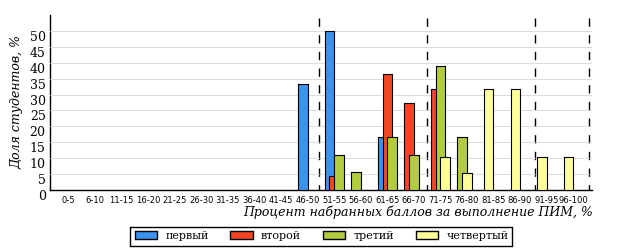 Доля студентов, %
50
45
40
35
30
25
20
15
10
5
0
0-5 6-10 11-15 16-20 21-25 26-30 31-35 36-40 41-45 46-50 51-55 56-60 61-65 66-70 71-75 76-80 81-85 86-90 91-95 96-100
Процент набранных баллов за выполнение ПИМ, %
первый второй третий четвертый